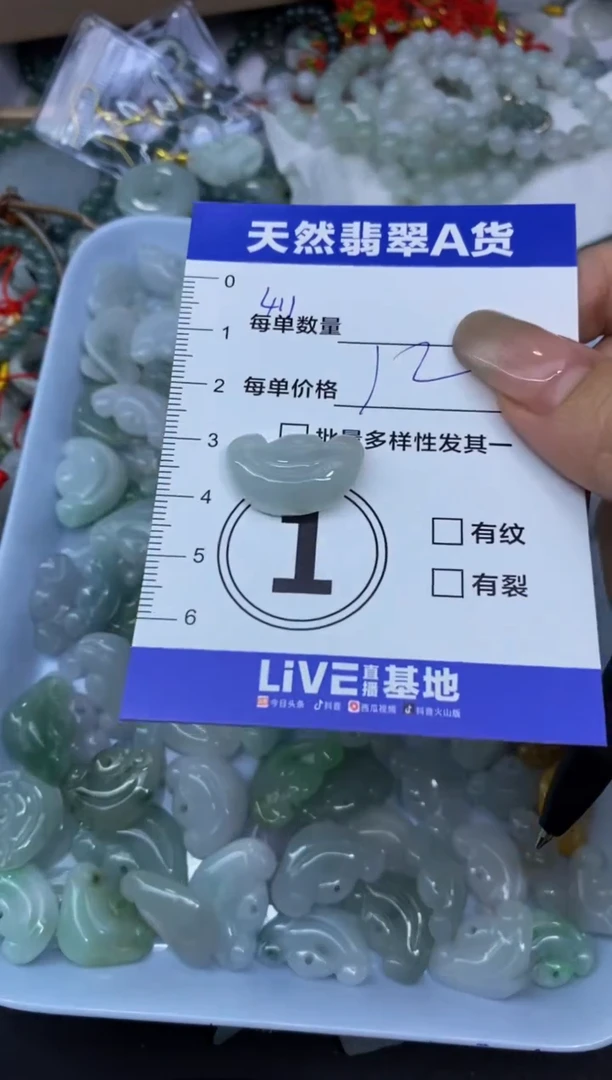 天然翡翠A货
0
411
1 每单数量
12
2 每单价格
3 批量多样性发其一
4
1
5 有纹
有裂
6
LiVE直播基地
今日头条 抖音 西瓜视频 抖音火山版